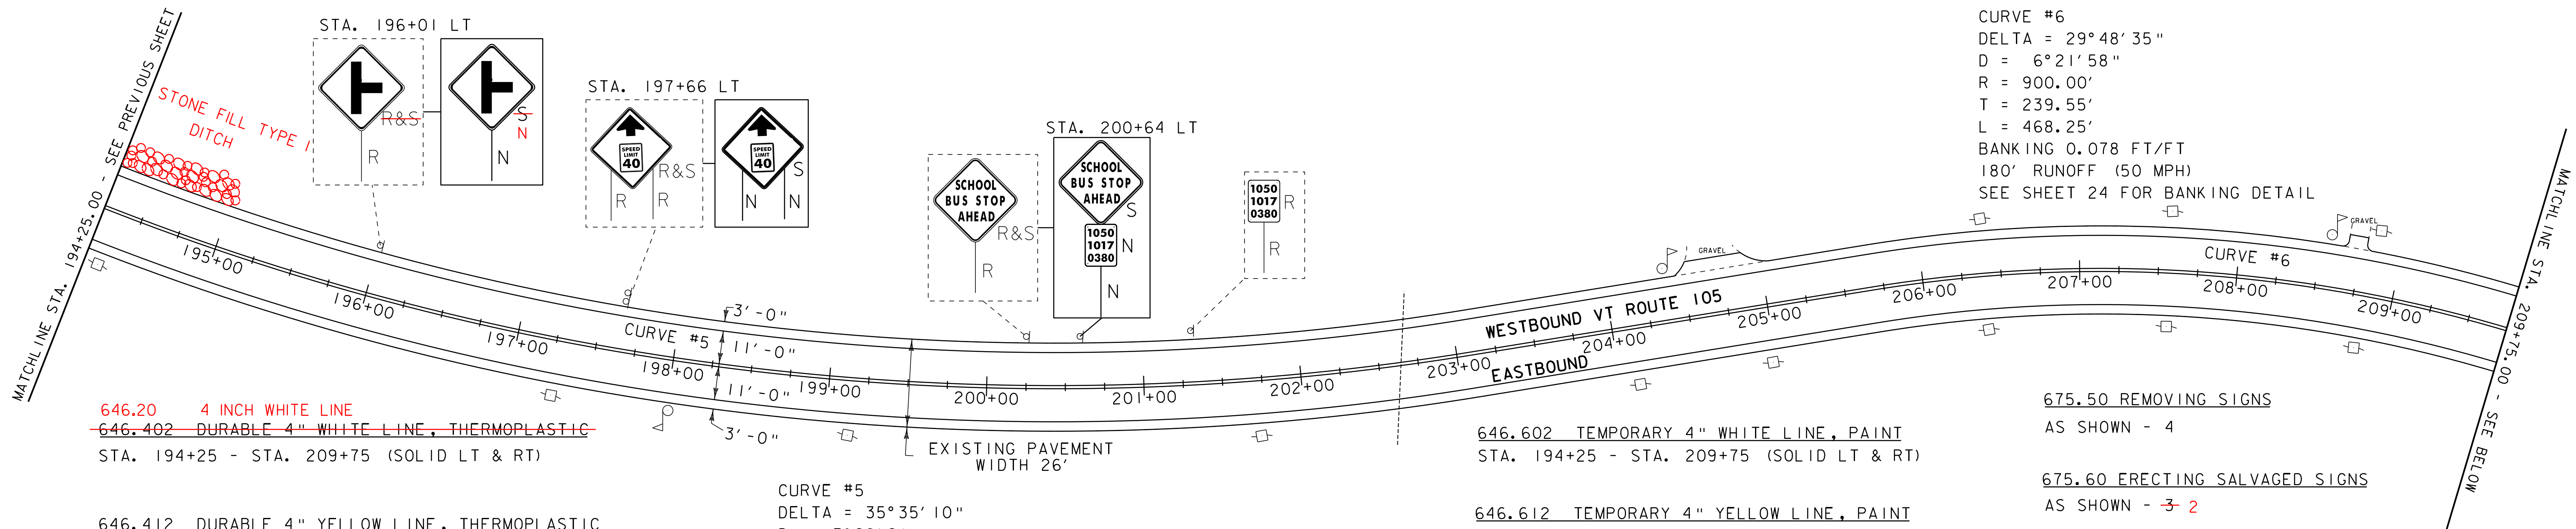 MATCHLINE STA. 194+25.00 - SEE PREVIOUS SHEET
STONE FILL TYPE I
DITCH
STA. 196+01 LT
R&S
R
S
N
N
STA. 197+66 LT
SPEED
LIMIT
40
R&S
R
R
SPEED
LIMIT
40
S
N
N
STA. 200+64 LT
SCHOOL
BUS STOP
AHEAD
R&S
R
SCHOOL
BUS STOP
AHEAD
S
1050
1017
0380
N
N
1050
1017
0380
R
R
CURVE #6
DELTA = 29°48'35"
D = 6°21'58"
R = 900.00'
T = 239.55'
L = 468.25'
BANKING 0.078 FT/FT
180' RUNOFF (50 MPH)
SEE SHEET 24 FOR BANKING DETAIL
MATCHLINE STA. 209+75.00 - SEE BELOW
GRAVEL
GRAVEL
CURVE #6
195+00
196+00
197+00
198+00
199+00
200+00
201+00
202+00
203+00
204+00
205+00
206+00
207+00
208+00
209+00
CURVE #5
3'-0"
11'-0"
11'-0"
3'-0"
WESTBOUND VT ROUTE 105
EASTBOUND
EXISTING PAVEMENT
WIDTH 26'
646.20 4 INCH WHITE LINE
646.402 DURABLE 4" WHITE LINE, THERMOPLASTIC
STA. 194+25 - STA. 209+75 (SOLID LT & RT)
646.412 DURABLE 4" YELLOW LINE, THERMOPLASTIC
CURVE #5
DELTA = 35°35'10"
646.602 TEMPORARY 4" WHITE LINE, PAINT
STA. 194+25 - STA. 209+75 (SOLID LT & RT)
646.612 TEMPORARY 4" YELLOW LINE, PAINT
675.50 REMOVING SIGNS
AS SHOWN - 4
675.60 ERECTING SALVAGED SIGNS
AS SHOWN - 3 2